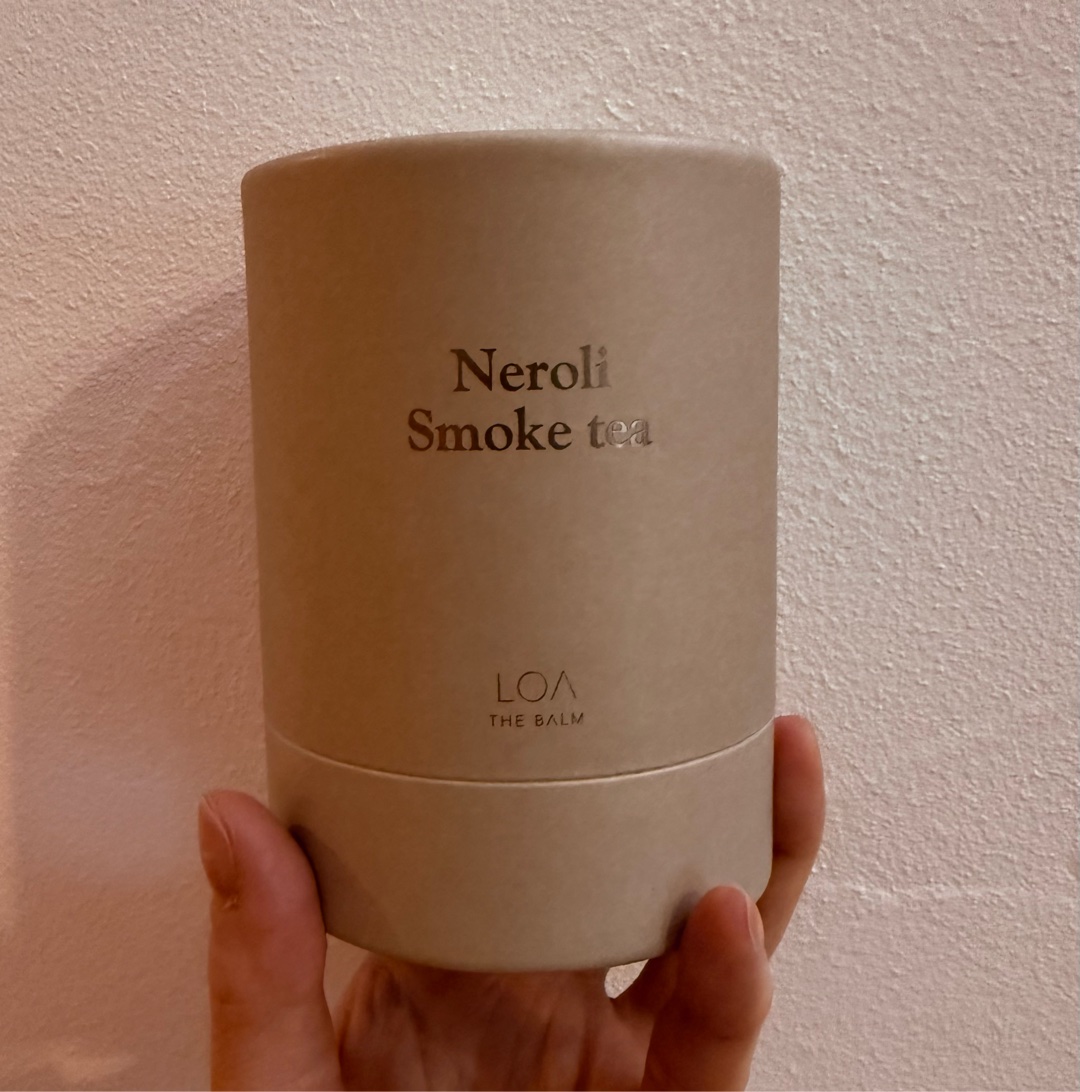 Neroli
Smoke tea
LOA
THE BALM